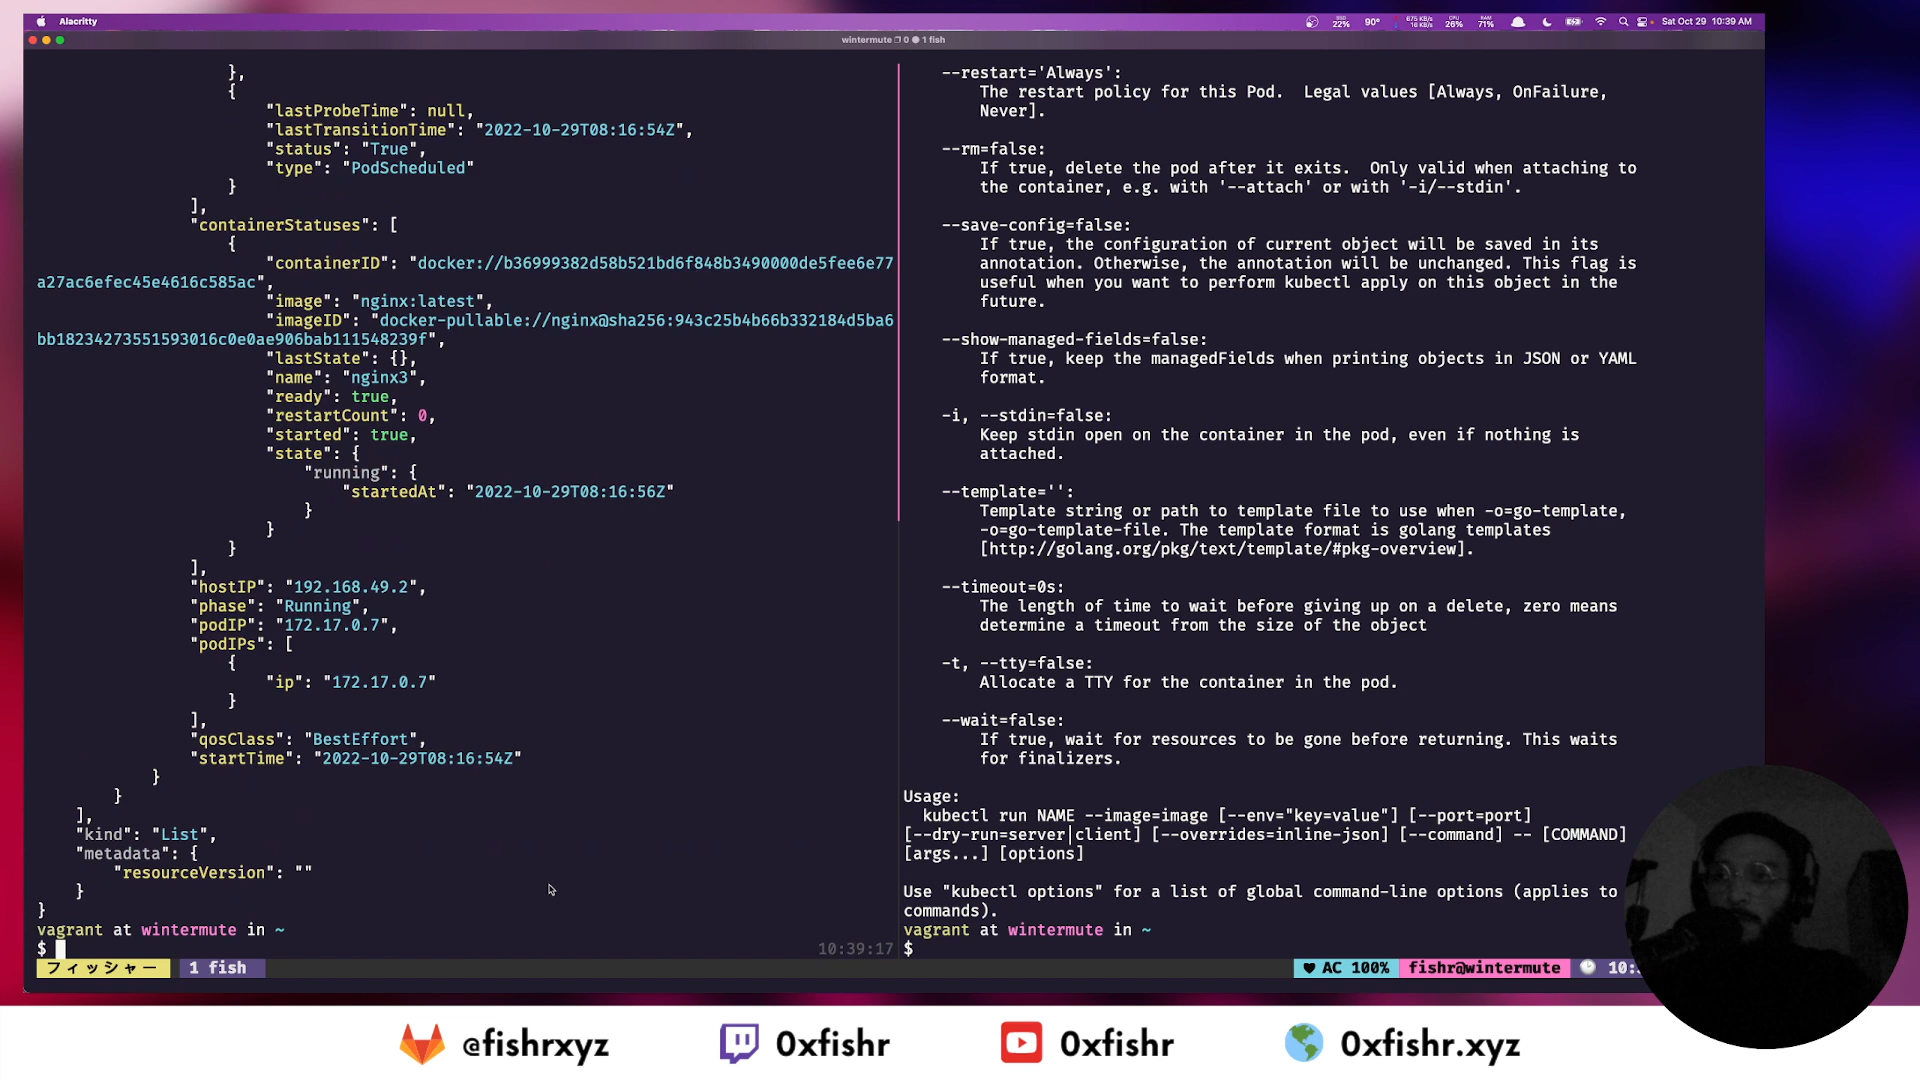 Alacritty
22% 90° 675 KB/s 16 KB/s CPU 26% RAM 71% Sat Oct 29 10:39 AM
wintermute 0 1 fish
},
{
"lastProbeTime": null,
"lastTransitionTime": "2022-10-29T08:16:54Z",
"status": "True",
"type": "PodScheduled"
}
],
"containerStatuses": [
{
"containerID": "docker://b36999382d58b521bd6f848b3490000de5fee6e77
a27ac6efec45e4616c585ac",
"image": "nginx:latest",
"imageID": "docker-pullable://nginx@sha256:943c25b4b66b332184d5ba6
bb18234273551593016c0e0ae906bab111548239f",
"lastState": {},
"name": "nginx3",
"ready": true,
"restartCount": 0,
"started": true,
"state": {
"running": {
"startedAt": "2022-10-29T08:16:56Z"
}
}
}
],
"hostIP": "192.168.49.2",
"phase": "Running",
"podIP": "172.17.0.7",
"podIPs": [
{
"ip": "172.17.0.7"
}
],
"qosClass": "BestEffort",
"startTime": "2022-10-29T08:16:54Z"
}
}
],
"kind": "List",
"metadata": {
"resourceVersion": ""
}
}
vagrant at wintermute in ~
$ 10:39:17
--restart='Always':
The restart policy for this Pod.  Legal values [Always, OnFailure,
Never].
--rm=false:
If true, delete the pod after it exits.  Only valid when attaching to
the container, e.g. with '--attach' or with '-i/--stdin'.
--save-config=false:
If true, the configuration of current object will be saved in its
annotation. Otherwise, the annotation will be unchanged. This flag is
useful when you want to perform kubectl apply on this object in the
future.
--show-managed-fields=false:
If true, keep the managedFields when printing objects in JSON or YAML
format.
-i, --stdin=false:
Keep stdin open on the container in the pod, even if nothing is
attached.
--template='':
Template string or path to template file to use when -o=go-template,
-o=go-template-file. The template format is golang templates
[http://golang.org/pkg/text/template/#pkg-overview].
--timeout=0s:
The length of time to wait before giving up on a delete, zero means
determine a timeout from the size of the object
-t, --tty=false:
Allocate a TTY for the container in the pod.
--wait=false:
If true, wait for resources to be gone before returning. This waits
for finalizers.
Usage:
kubectl run NAME --image=image [--env="key=value"] [--port=port]
[--dry-run=server|client] [--overrides=inline-json] [--command] -- [COMMAND]
[args...] [options]
Use "kubectl options" for a list of global command-line options (applies to
commands).
vagrant at wintermute in ~
$
フィッシャー 1 fish ♥ AC 100% fishr@wintermute 10:
@fishrxyz 0xfishr 0xfishr 0xfishr.xyz